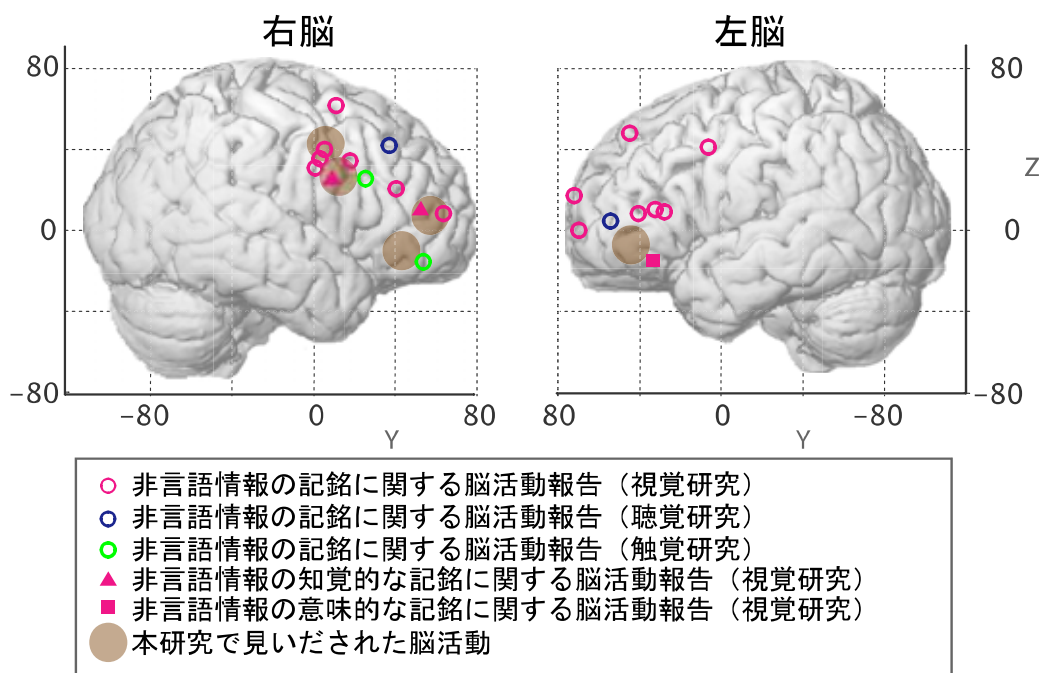 右脳
左脳
80
80
Z
0
0
-80
-80
-80
0
80
80
0
-80
Y
Y
非言語情報の記銘に関する脳活動報告（視覚研究）
非言語情報の記銘に関する脳活動報告（聴覚研究）
非言語情報の記銘に関する脳活動報告（触覚研究）
非言語情報の知覚的な記銘に関する脳活動報告（視覚研究）
非言語情報の意味的な記銘に関する脳活動報告（視覚研究）
本研究で見いだされた脳活動